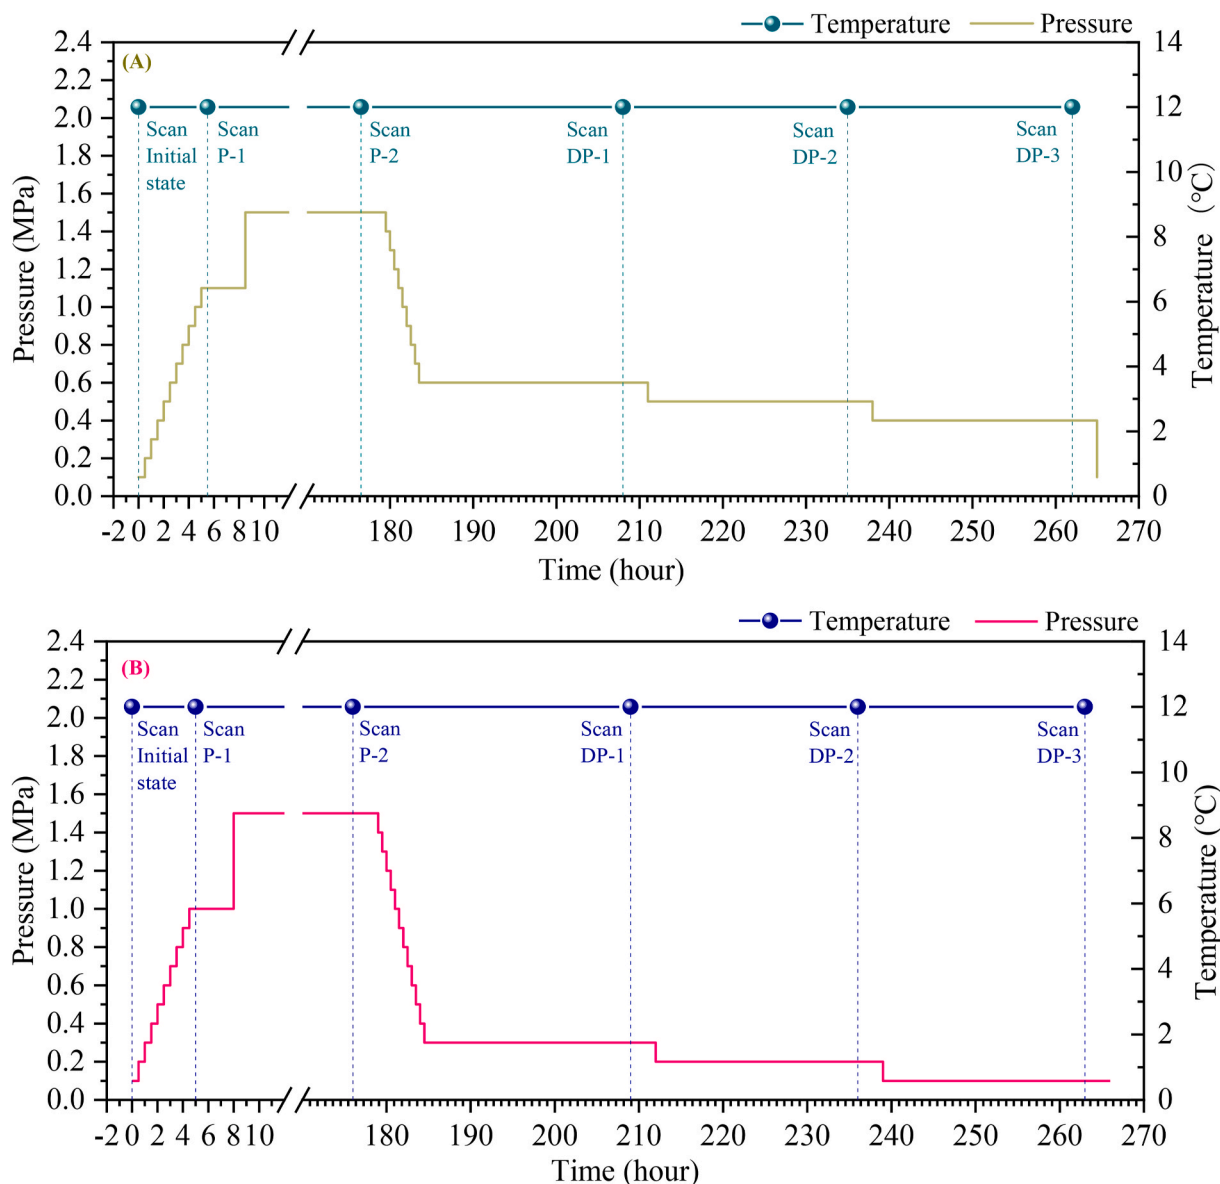 Temperature Pressure
(A)
2.4
2.2
2.0
1.8
1.6
1.4
1.2
1.0
0.8
0.6
0.4
0.2
0.0
Pressure (MPa)
14
12
10
8
6
4
2
0
Temperature (°C)
Scan Initial state
Scan P-1
Scan P-2
Scan DP-1
Scan DP-2
Scan DP-3
-2 0 2 4 6 8 10 180 190 200 210 220 230 240 250 260 270
Time (hour)
Temperature Pressure
(B)
2.4
2.2
2.0
1.8
1.6
1.4
1.2
1.0
0.8
0.6
0.4
0.2
0.0
Pressure (MPa)
14
12
10
8
6
4
2
0
Temperature (°C)
Scan Initial state
Scan P-1
Scan P-2
Scan DP-1
Scan DP-2
Scan DP-3
-2 0 2 4 6 8 10 180 190 200 210 220 230 240 250 260 270
Time (hour)